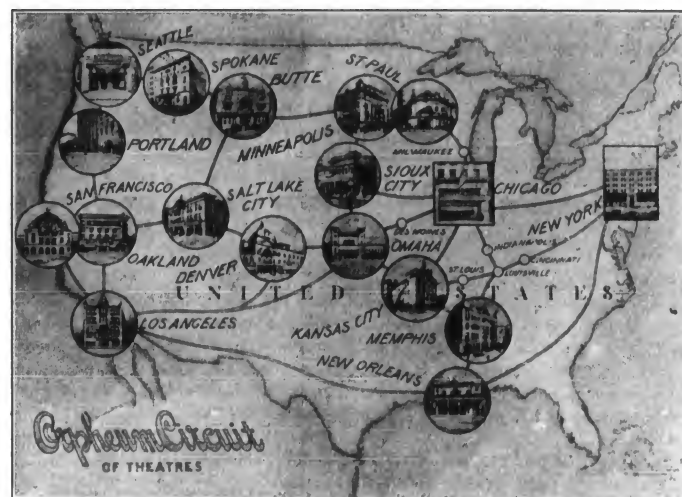 SEATTLE
SPOKANE
BUTTE
ST. PAUL
PORTLAND
MINNEAPOLIS
MILWAUKEE
SIOUX
CITY
CHICAGO
SAN FRANCISCO
SALT LAKE
CITY
NEW YORK
DES MOINES
OMAHA
INDIANAPOLIS
OAKLAND
DENVER
CINCINNATI
ST. LOUIS
LOUISVILLE
UNITED STATES
LOS ANGELES
KANSAS CITY
MEMPHIS
NEW ORLEANS
Orpheum Circuit
OF THEATRES